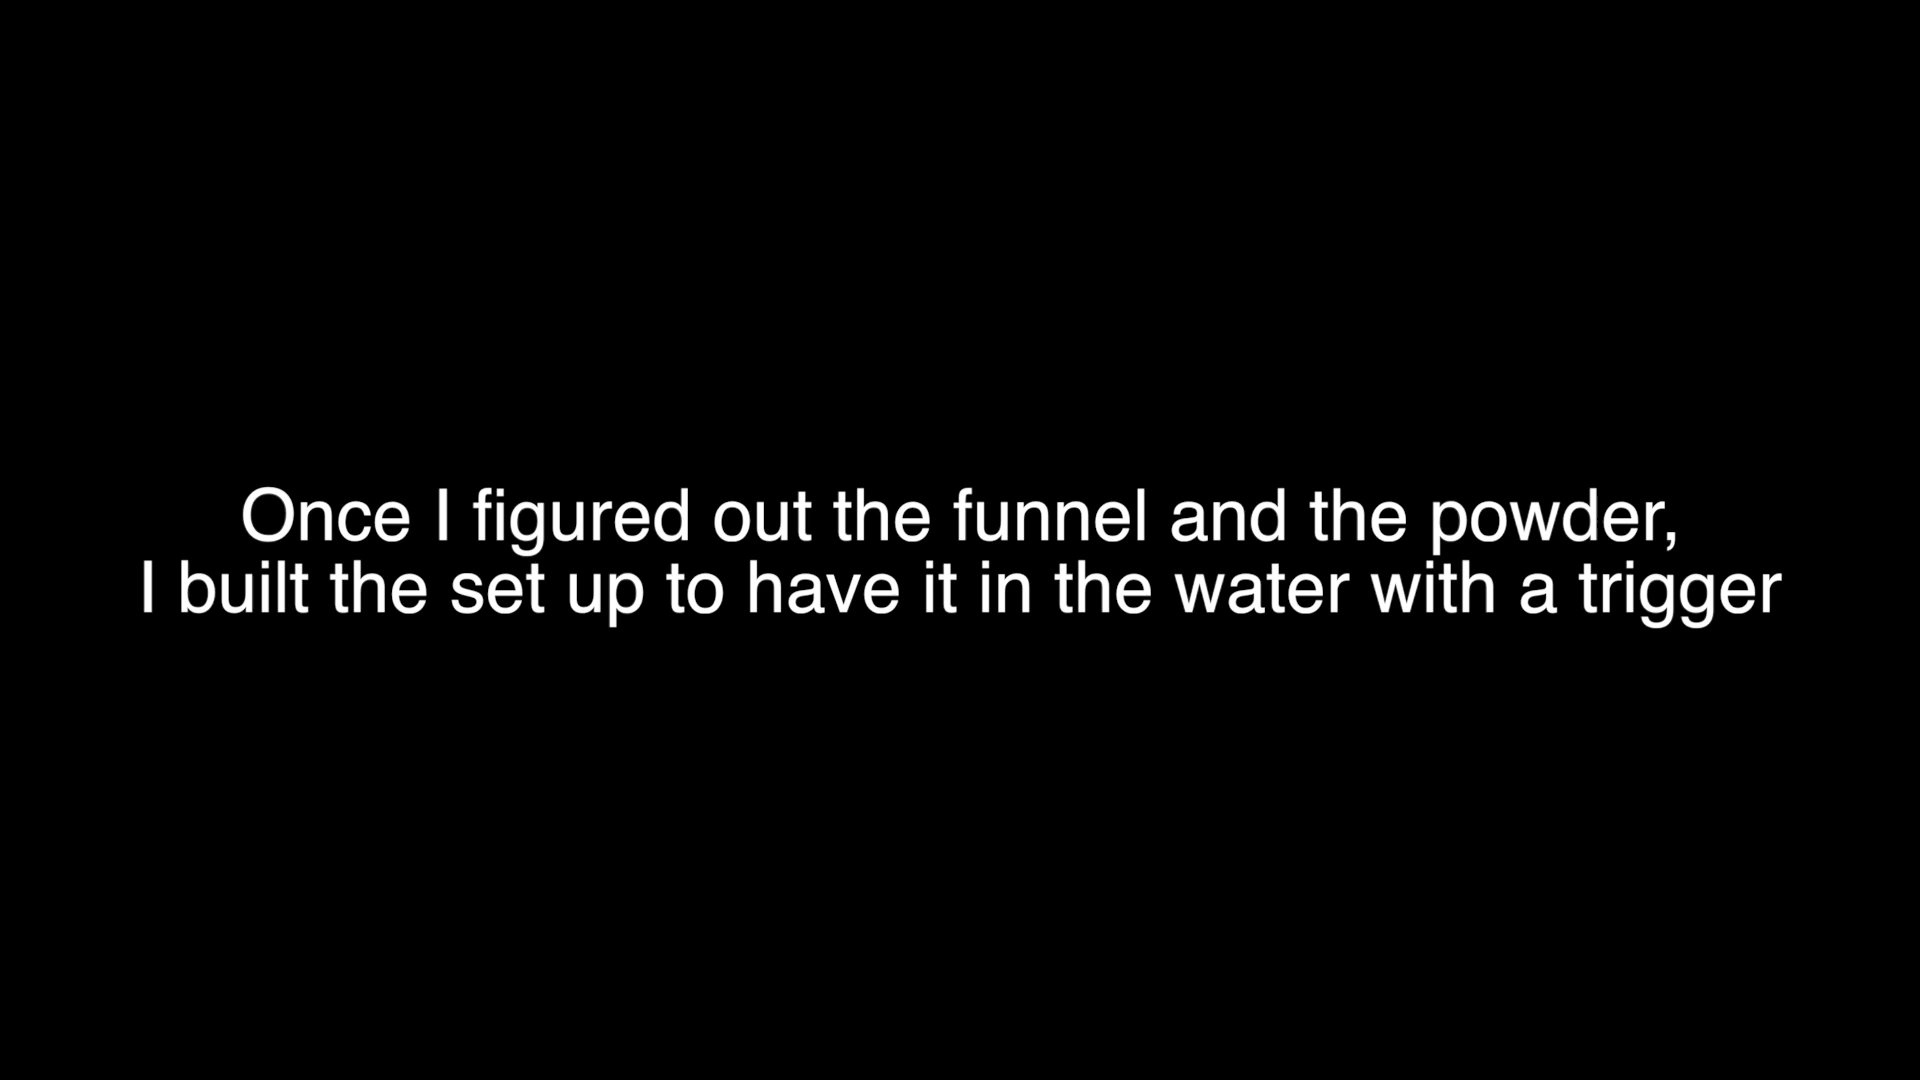 Once I figured out the funnel and the powder,
I built the set up to have it in the water with a trigger